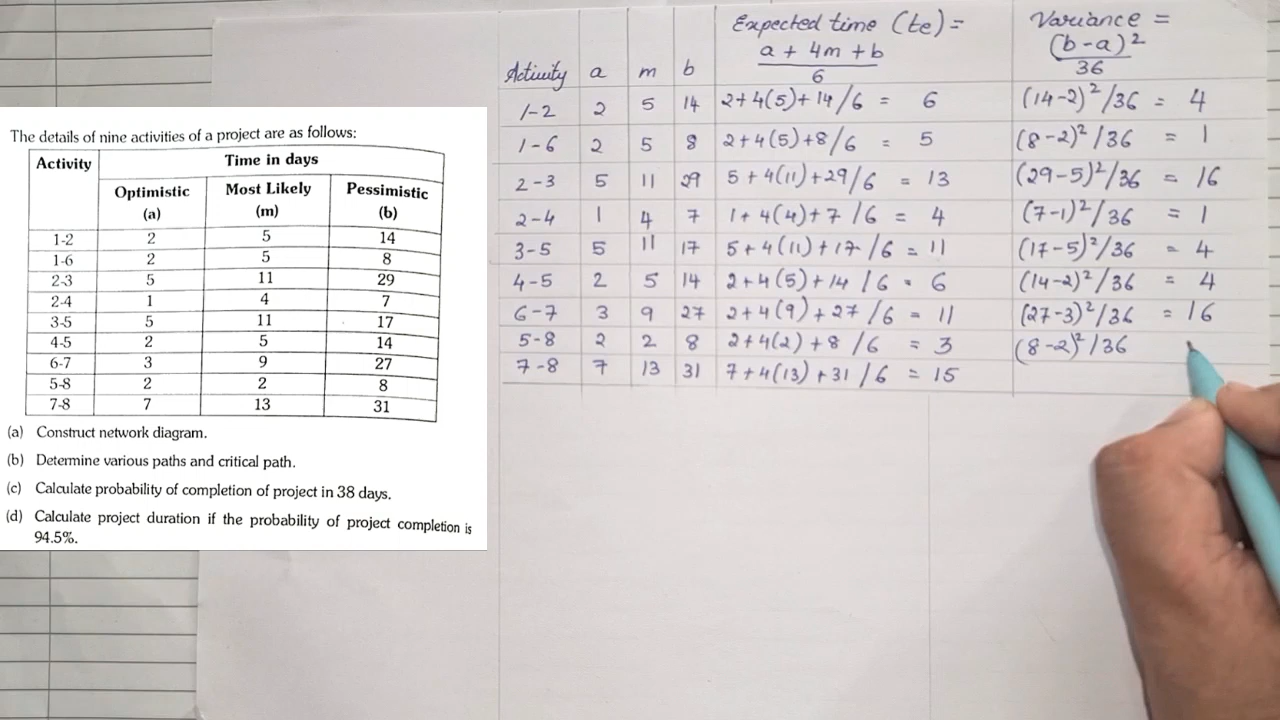 The details of nine activities of a project are as follows:
Activity Time in days
Optimistic (a) Most Likely (m) Pessimistic (b)
1-2 2 5 14
1-6 2 5 8
2-3 5 11 29
2-4 1 4 7
3-5 5 11 17
4-5 2 5 14
6-7 3 9 27
5-8 2 2 8
7-8 7 13 31
(a) Construct network diagram.
(b) Determine various paths and critical path.
(c) Calculate probability of completion of project in 38 days.
(d) Calculate project duration if the probability of project completion is
94.5%.
Activity a m b Expected time (te) = a + 4m + b / 6 Variance = (b-a)² / 36
1-2 2 5 14 2+4(5)+14/6 = 6 (14-2)²/36 = 4
1-6 2 5 8 2+4(5)+8/6 = 5 (8-2)²/36 = 1
2-3 5 11 29 5+4(11)+29/6 = 13 (29-5)²/36 = 16
2-4 1 4 7 1+4(4)+7/6 = 4 (7-1)²/36 = 1
3-5 5 11 17 5+4(11)+17/6 = 11 (17-5)²/36 = 4
4-5 2 5 14 2+4(5)+14/6 = 6 (14-2)²/36 = 4
6-7 3 9 27 2+4(9)+27/6 = 11 (27-3)²/36 = 16
5-8 2 2 8 2+4(2)+8/6 = 3 (8-2)²/36
7-8 7 13 31 7+4(13)+31/6 = 15